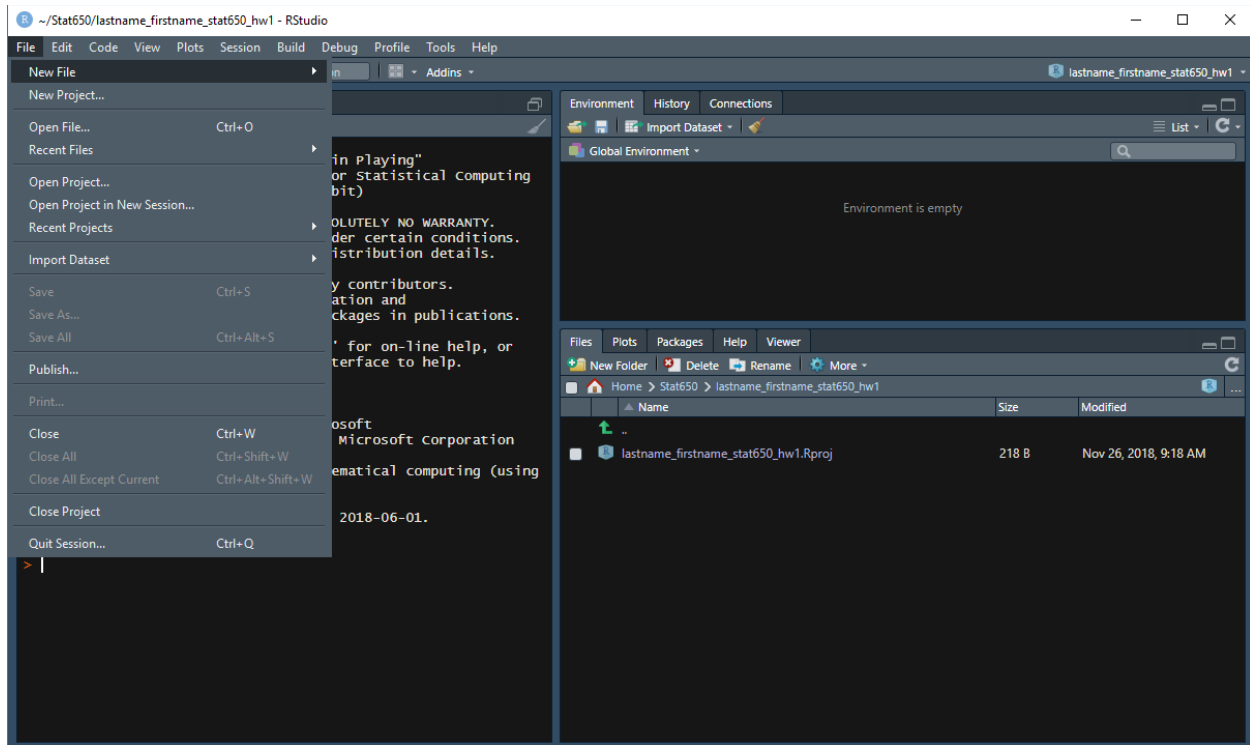 ~/Stat650/lastname_firstname_stat650_hw1 - RStudio
File Edit Code View Plots Session Build Debug Profile Tools Help
Addins
lastname_firstname_stat650_hw1
New File
New Project...
Open File... Ctrl+O
Recent Files
Open Project...
Open Project in New Session...
Recent Projects
Import Dataset
Save Ctrl+S
Save As...
Save All Ctrl+Alt+S
Publish...
Print...
Close Ctrl+W
Close All Ctrl+Shift+W
Close All Except Current Ctrl+Alt+Shift+W
Close Project
Quit Session... Ctrl+Q
in Playing"
or Statistical Computing
bit)
OLUTELY NO WARRANTY.
der certain conditions.
istribution details.
y contributors.
ation and
ckages in publications.
' for on-line help, or
terface to help.
osoft
Microsoft Corporation
ematical computing (using
2018-06-01.
>
Environment History Connections
Import Dataset List
Global Environment
Environment is empty
Files Plots Packages Help Viewer
New Folder Delete Rename More
Home > Stat650 > lastname_firstname_stat650_hw1 ...
Name Size Modified
..
lastname_firstname_stat650_hw1.Rproj 218 B Nov 26, 2018, 9:18 AM